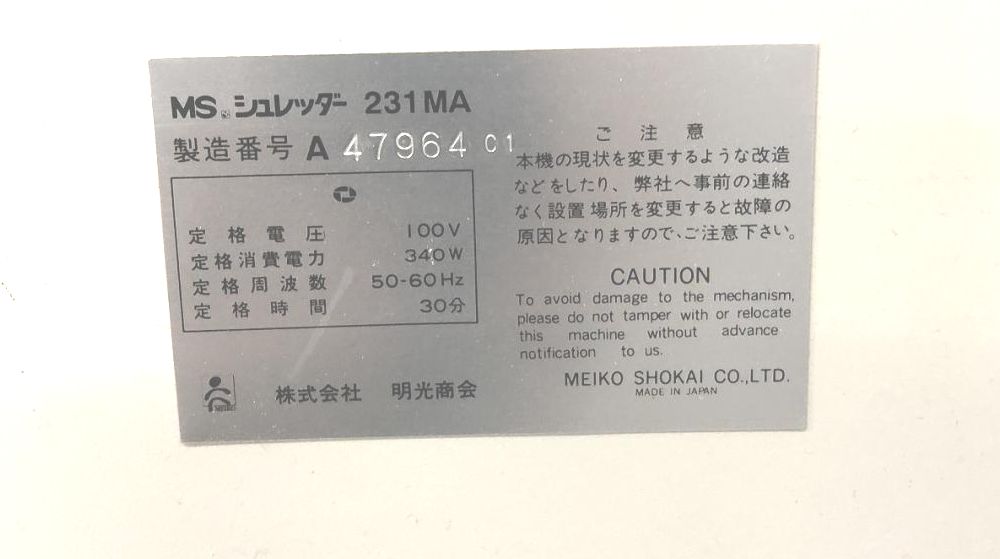 MS シュレッダー 231MA
製造番号 A 47964 01
定格電圧 100V
定格消費電力 340W
定格周波数 50-60Hz
定格時間 30分
株式会社 明光商会
ご注意
本機の現状を変更するような改造
などをしたり、弊社へ事前の連絡
なく設置場所を変更すると故障の
原因となりますので、ご注意下さい。
CAUTION
To avoid damage to the mechanism,
please do not tamper with or relocate
this machine without advance
notification to us.
MEIKO SHOKAI CO.,LTD.
MADE IN JAPAN